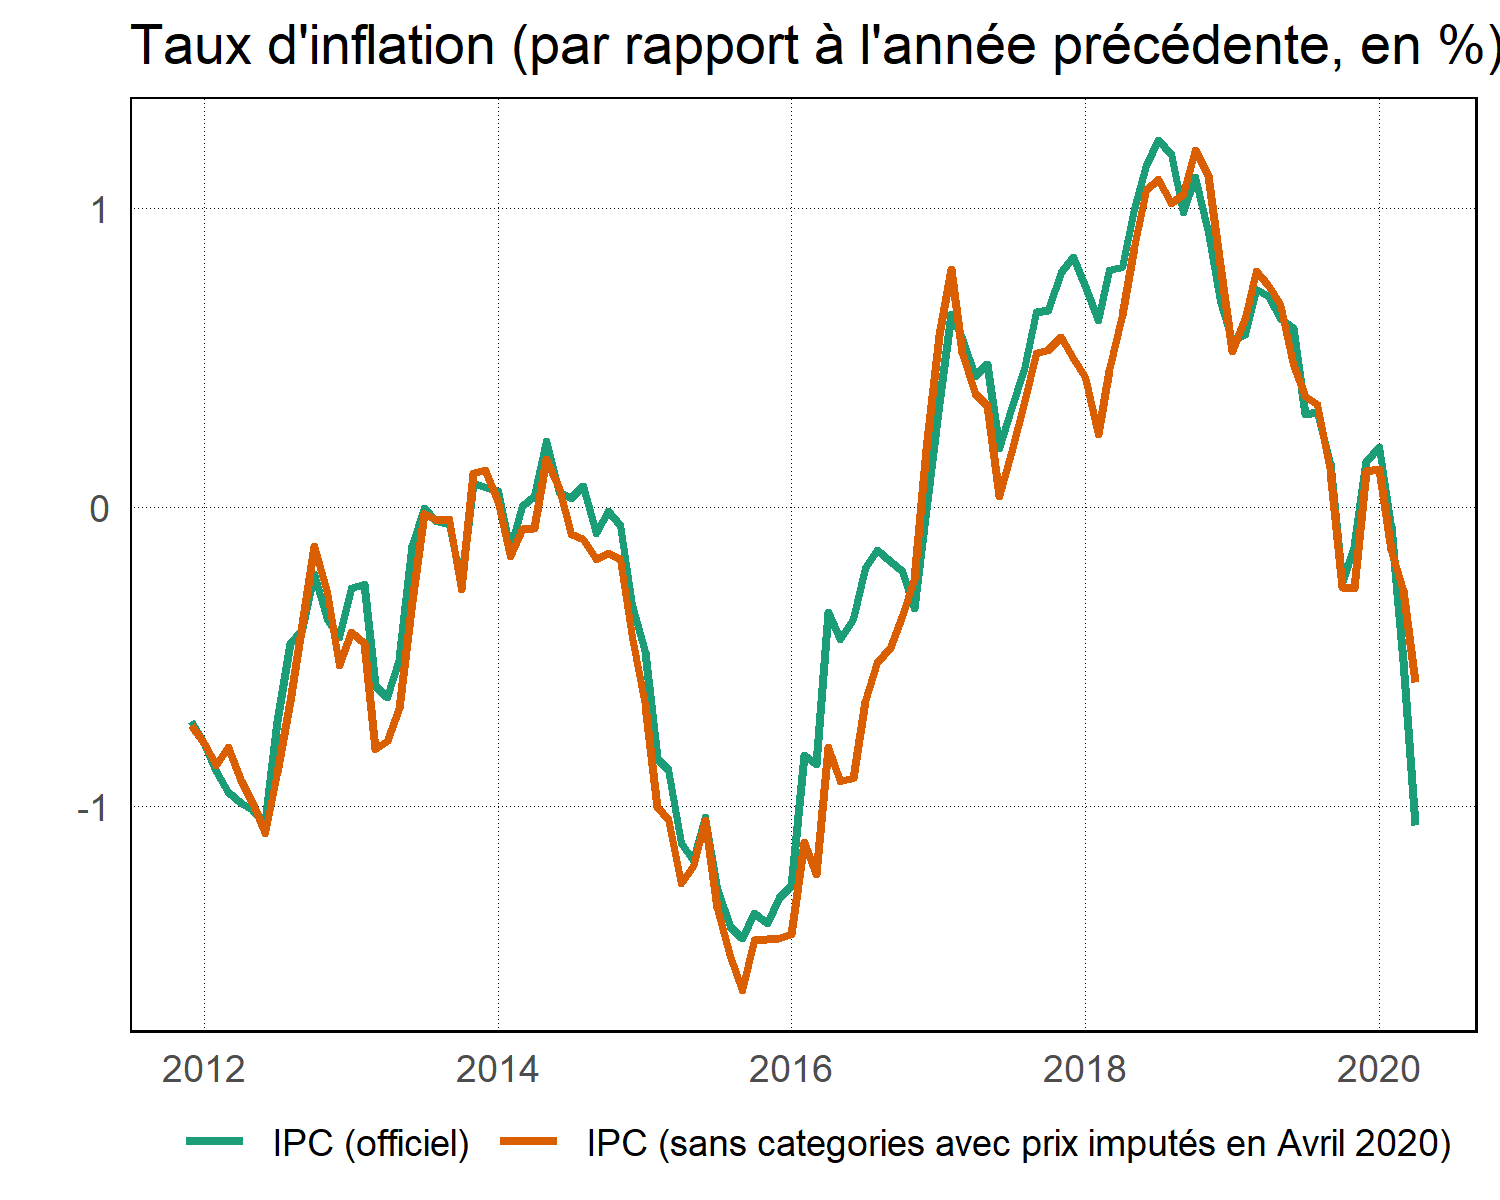 Taux d'inflation (par rapport à l'année précédente, en %)
1
0
-1
2012 2014 2016 2018 2020
IPC (officiel) IPC (sans categories avec prix imputés en Avril 2020)